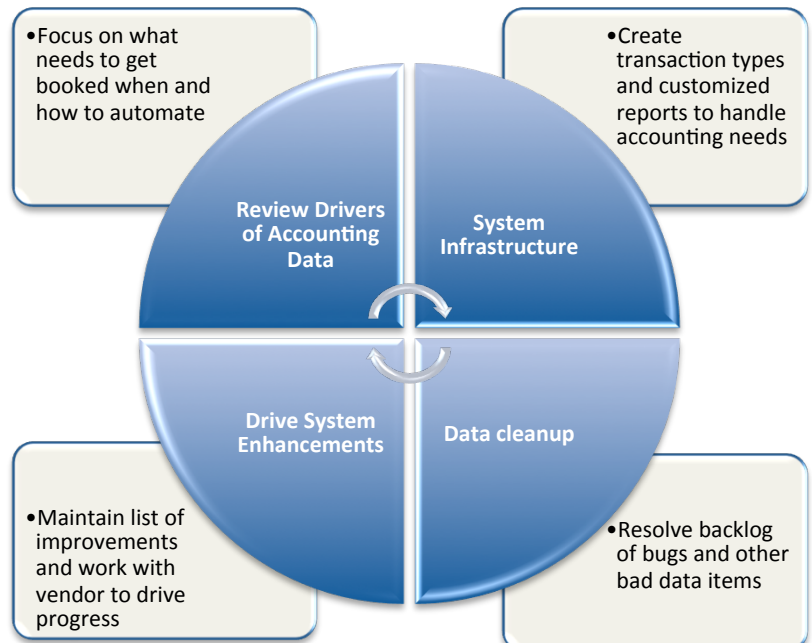 •Focus on what
needs to get
booked when and
how to automate
•Create
transaction types
and customized
reports to handle
accounting needs
Review Drivers
of Accounting
Data
System
Infrastructure
Drive System
Enhancements
Data cleanup
•Maintain list of
improvements
and work with
vendor to drive
progress
•Resolve backlog
of bugs and other
bad data items